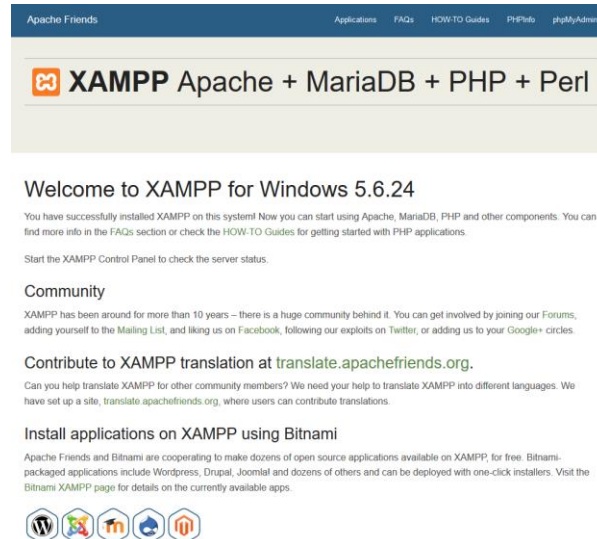 Apache Friends Applications FAQs HOW-TO Guides PHPInfo phpMyAdmin
XAMPP Apache + MariaDB + PHP + Perl
Welcome to XAMPP for Windows 5.6.24
You have successfully installed XAMPP on this system! Now you can start using Apache, MariaDB, PHP and other components. You can
find more info in the FAQs section or check the HOW-TO Guides for getting started with PHP applications.
Start the XAMPP Control Panel to check the server status.
Community
XAMPP has been around for more than 10 years – there is a huge community behind it. You can get involved by joining our Forums,
adding yourself to the Mailing List, and liking us on Facebook, following our exploits on Twitter, or adding us to your Google+ circles.
Contribute to XAMPP translation at translate.apachefriends.org.
Can you help translate XAMPP for other community members? We need your help to translate XAMPP into different languages. We
have set up a site, translate.apachefriends.org, where users can contribute translations.
Install applications on XAMPP using Bitnami
Apache Friends and Bitnami are cooperating to make dozens of open source applications available on XAMPP, for free. Bitnami-
packaged applications include Wordpress, Drupal, Joomla! and dozens of others and can be deployed with one-click installers. Visit the
Bitnami XAMPP page for details on the currently available apps.